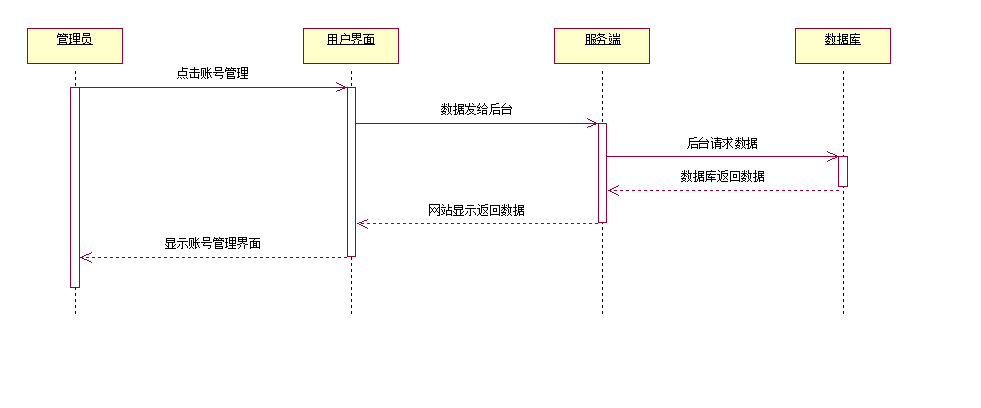 管理员
用户界面
服务端
数据库
点击账号管理
数据发给后台
后台请求数据
数据库返回数据
网站显示返回数据
显示账号管理界面